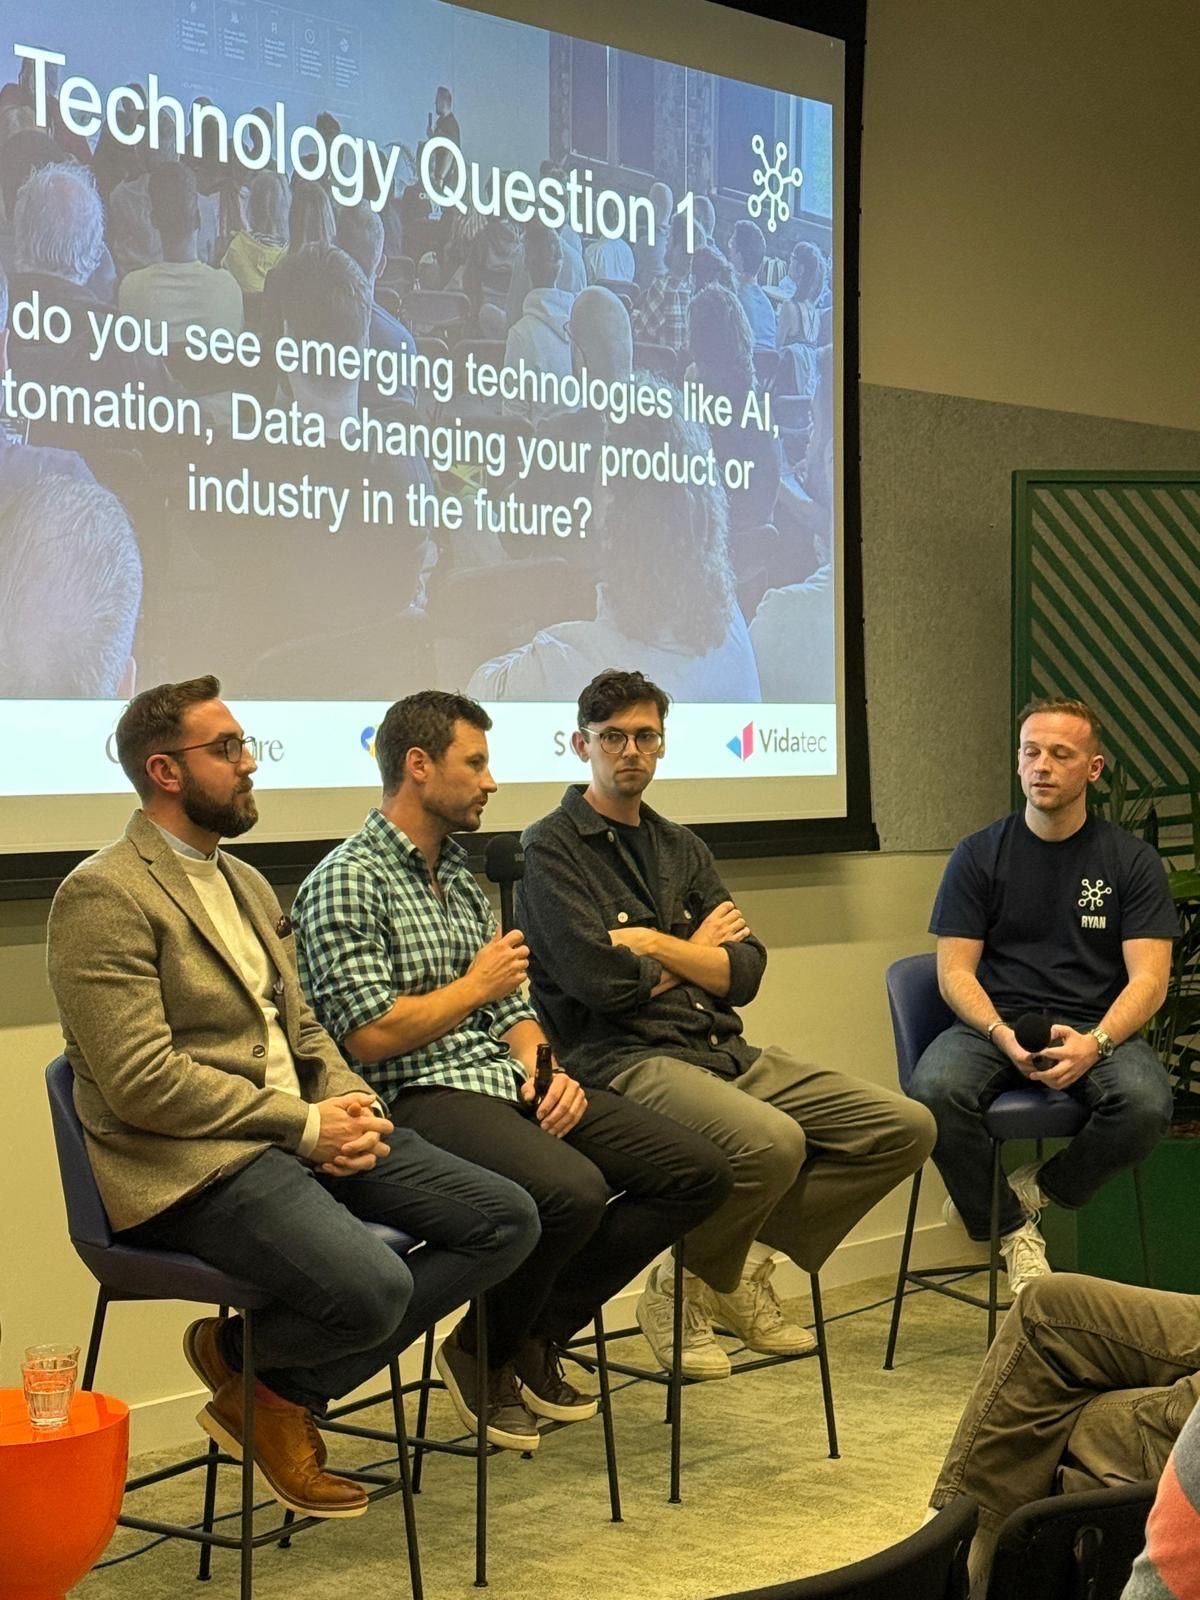 Technology Question 1
do you see emerging technologies like AI,
tomation, Data changing your product or
industry in the future?
Vidatec
RYAN